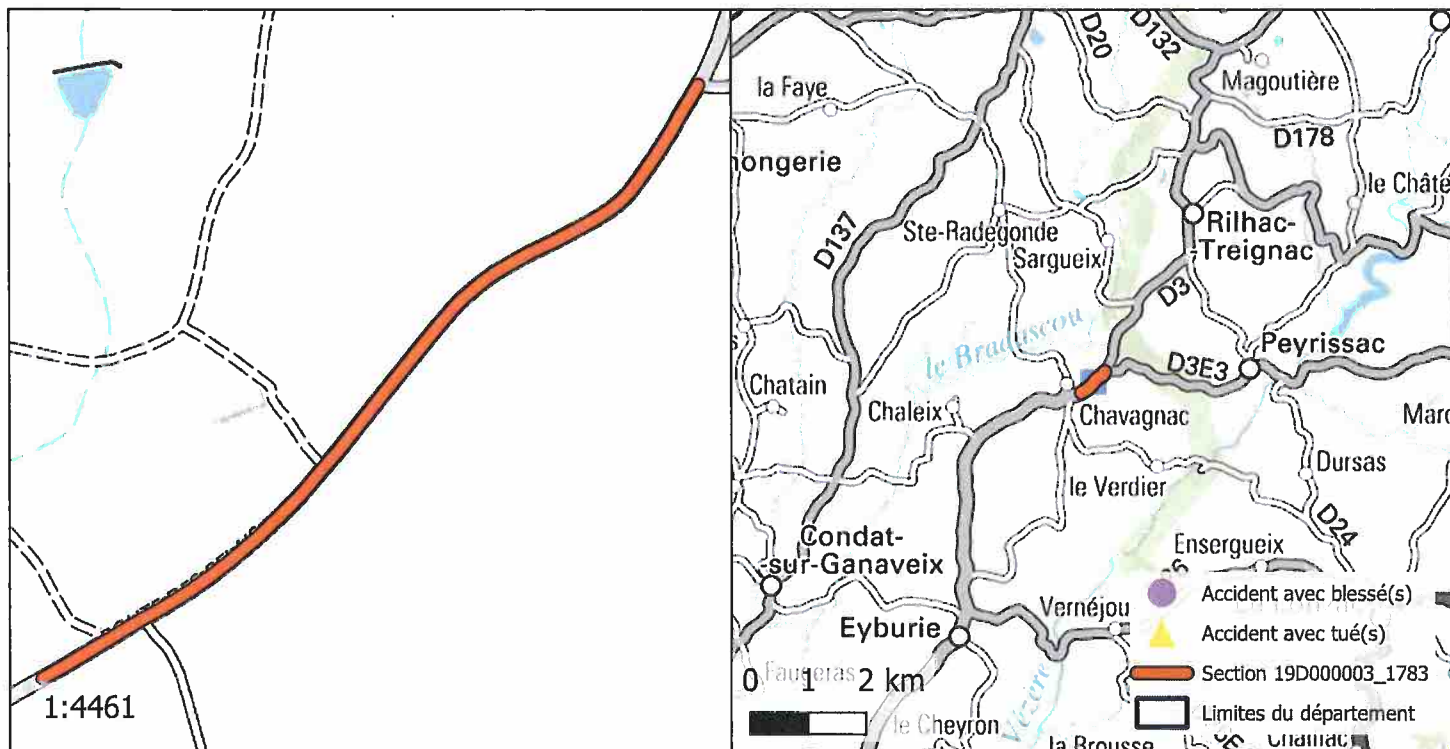 1:4461
D20
D132
Magoutière
la Faye
D178
ongerie
le Châte
D137
Ste-Radegonde
Sargueix
Rilhac-
-Treignac
D3
le Braduscou
Peyrissac
D3E3
Chatain
Chaleix
Chavagnac
Marc
le Verdier
Dursas
D24
Condat-
-sur-Ganaveix
Ensergueix
Eyburie
Vernéjou
Faugeras
Vézère
le Cheyron
la Brousse
0 1 2 km
Accident avec blessé(s)
Accident avec tué(s)
Section 19D000003_1783
Limites du département